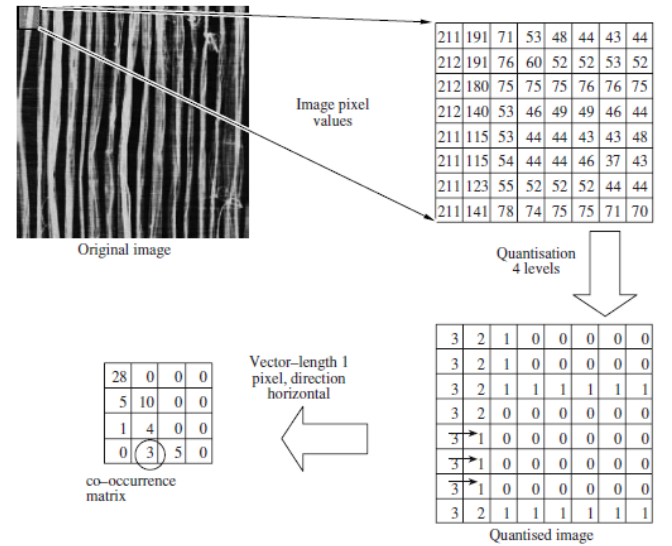 211 191 71 53 48 44 43 44
212 191 76 60 52 52 53 52
212 180 75 75 75 76 76 75
212 140 53 46 49 49 46 44
211 115 53 44 44 43 43 48
211 115 54 44 44 46 37 43
211 123 55 52 52 52 44 44
211 141 78 74 75 75 71 70
Image pixel
values
Original image
Quantisation
4 levels
Vector–length 1
pixel, direction
horizontal
28 0 0 0
5 10 0 0
1 4 0 0
0 3 5 0
co–occurrence
matrix
3 2 1 0 0 0 0 0
3 2 1 0 0 0 0 0
3 2 1 1 1 1 1 1
3 2 0 0 0 0 0 0
3 1 0 0 0 0 0 0
3 1 0 0 0 0 0 0
3 1 0 0 0 0 0 0
3 2 1 1 1 1 1 1
Quantised image